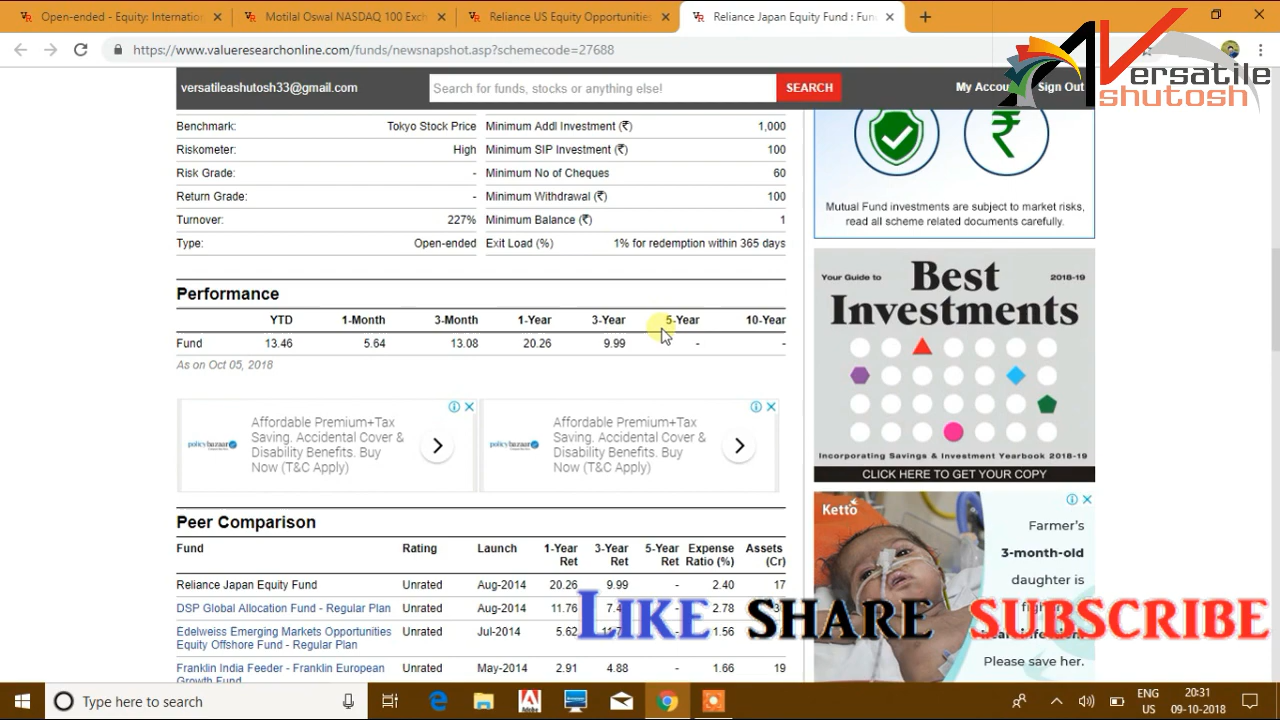 Open-ended - Equity: Internatio
Motilal Oswal NASDAQ 100 Exch
Reliance US Equity Opportunities
Reliance Japan Equity Fund : Fun
https://www.valueresearchonline.com/funds/newsnapshot.asp?schemecode=27688
Versatile
Ashutosh
versatileashutosh33@gmail.com
Search for funds, stocks or anything else!
SEARCH
My Accou
Sign Out
Benchmark: Tokyo Stock Price
Riskometer: High
Risk Grade: -
Return Grade: -
Turnover: 227%
Type: Open-ended
Minimum Addl Investment (₹) 1,000
Minimum SIP Investment (₹) 100
Minimum No of Cheques 60
Minimum Withdrawal (₹) 100
Minimum Balance (₹) 1
Exit Load (%) 1% for redemption within 365 days
Performance
YTD 1-Month 3-Month 1-Year 3-Year 5-Year 10-Year
Fund 13.46 5.64 13.08 20.26 9.99 - -
As on Oct 05, 2018
Affordable Premium+Tax
Saving. Accidental Cover &
Disability Benefits. Buy
Now (T&C Apply)
policybazaar
Affordable Premium+Tax
Saving. Accidental Cover &
Disability Benefits. Buy
Now (T&C Apply)
policybazaar
Peer Comparison
Fund Rating Launch 1-Year Ret 3-Year Ret 5-Year Ret Expense Ratio (%) Assets (Cr)
Reliance Japan Equity Fund Unrated Aug-2014 20.26 9.99 - 2.40 17
DSP Global Allocation Fund - Regular Plan Unrated Aug-2014 11.76 - 2.78
Edelweiss Emerging Markets Opportunities
Equity Offshore Fund - Regular Plan
Unrated Jul-2014 5.62 1.56
Franklin India Feeder - Franklin European
Growth Fund
Unrated May-2014 2.91 4.88 - 1.66 19
₹
Mutual Fund investments are subject to market risks,
read all scheme related documents carefully.
Your Guide to
2018-19
Best
Investments
Incorporating Savings & Investment Yearbook 2018-19
CLICK HERE TO GET YOUR COPY
Ketto
Farmer's
3-month-old
daughter is
Please save her.
LIKE SHARE SUBSCRIBE
Type here to search
Adobe
ENG
US
20:31
09-10-2018